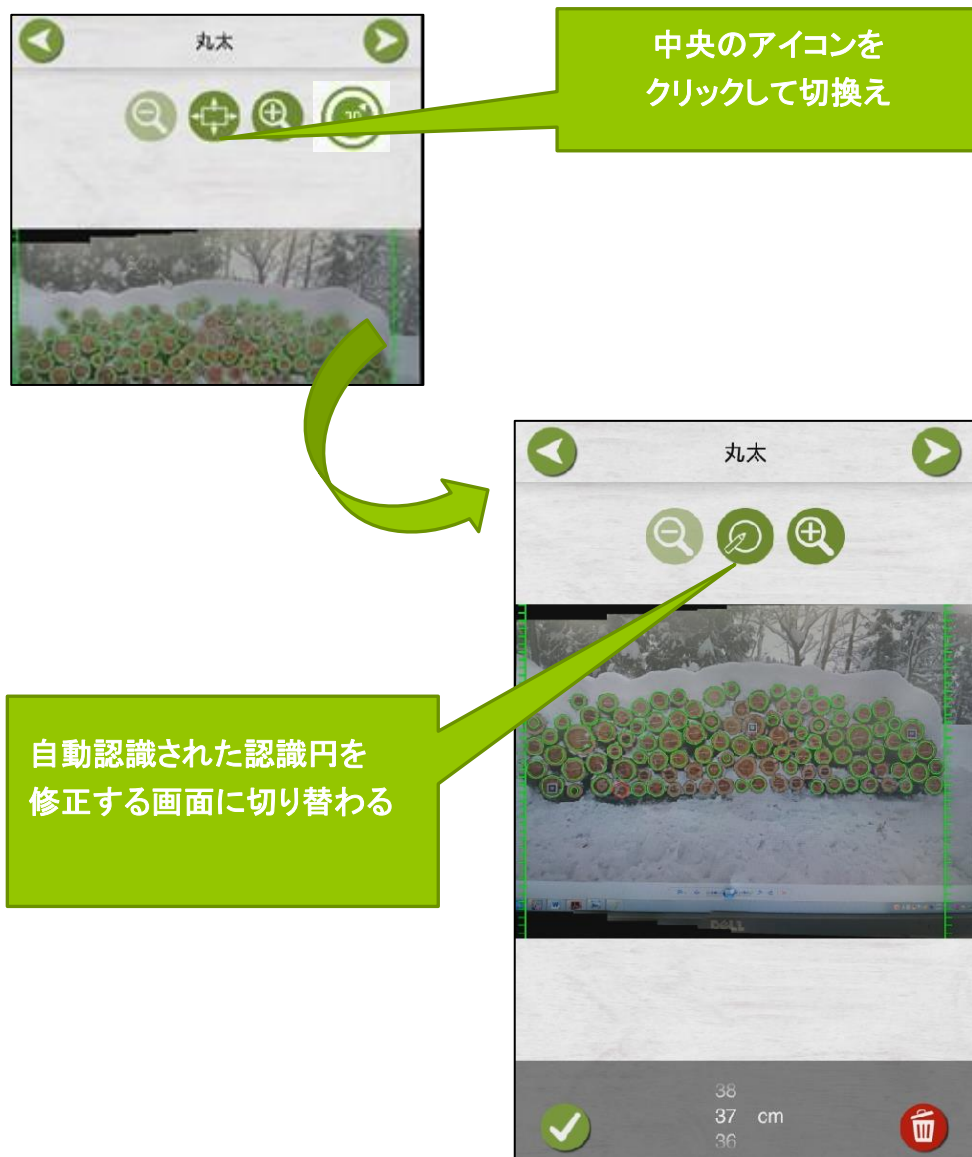 丸太
中央のアイコンを
クリックして切換え
丸太
自動認識された認識円を
修正する画面に切り替わる
DELL
38
37 cm
36